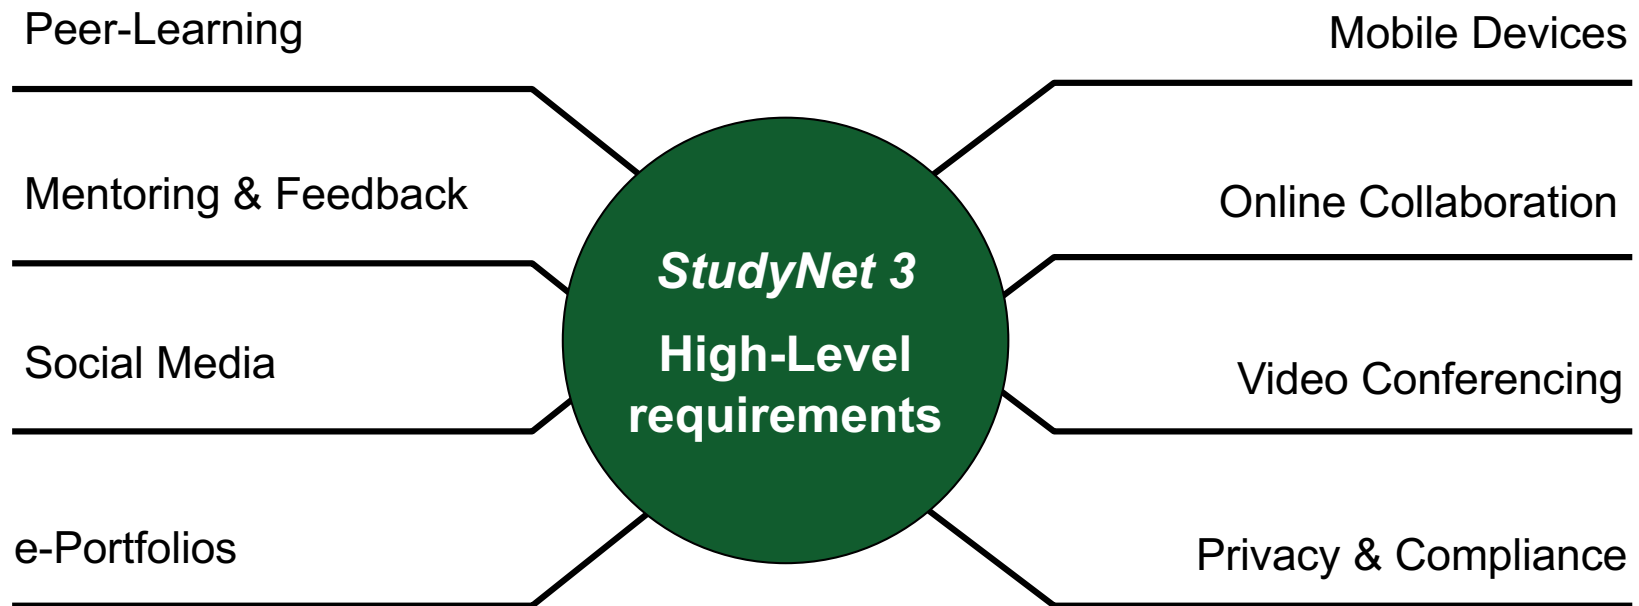 Peer-Learning
Mentoring & Feedback
Social Media
e-Portfolios
StudyNet 3
High-Level
requirements
Mobile Devices
Online Collaboration
Video Conferencing
Privacy & Compliance